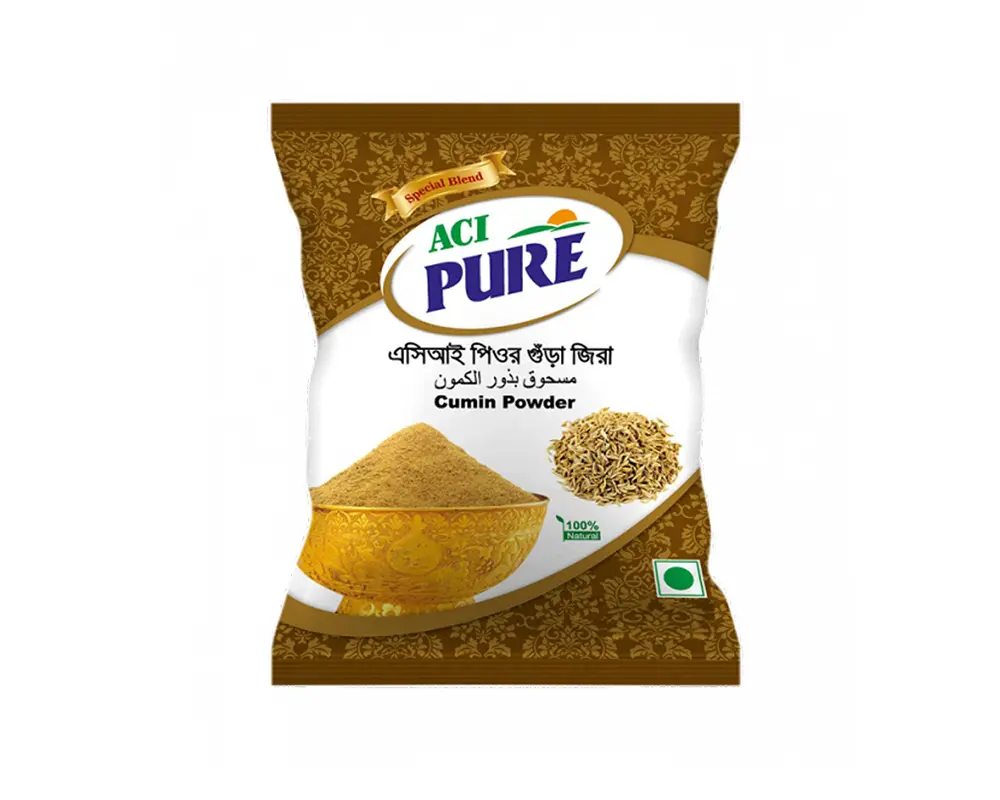 Special Blend
ACI
PURE
এসিআই পিওর গুঁড়া জিরা
مسحوق بذور الكمون
Cumin Powder
100%
Natural